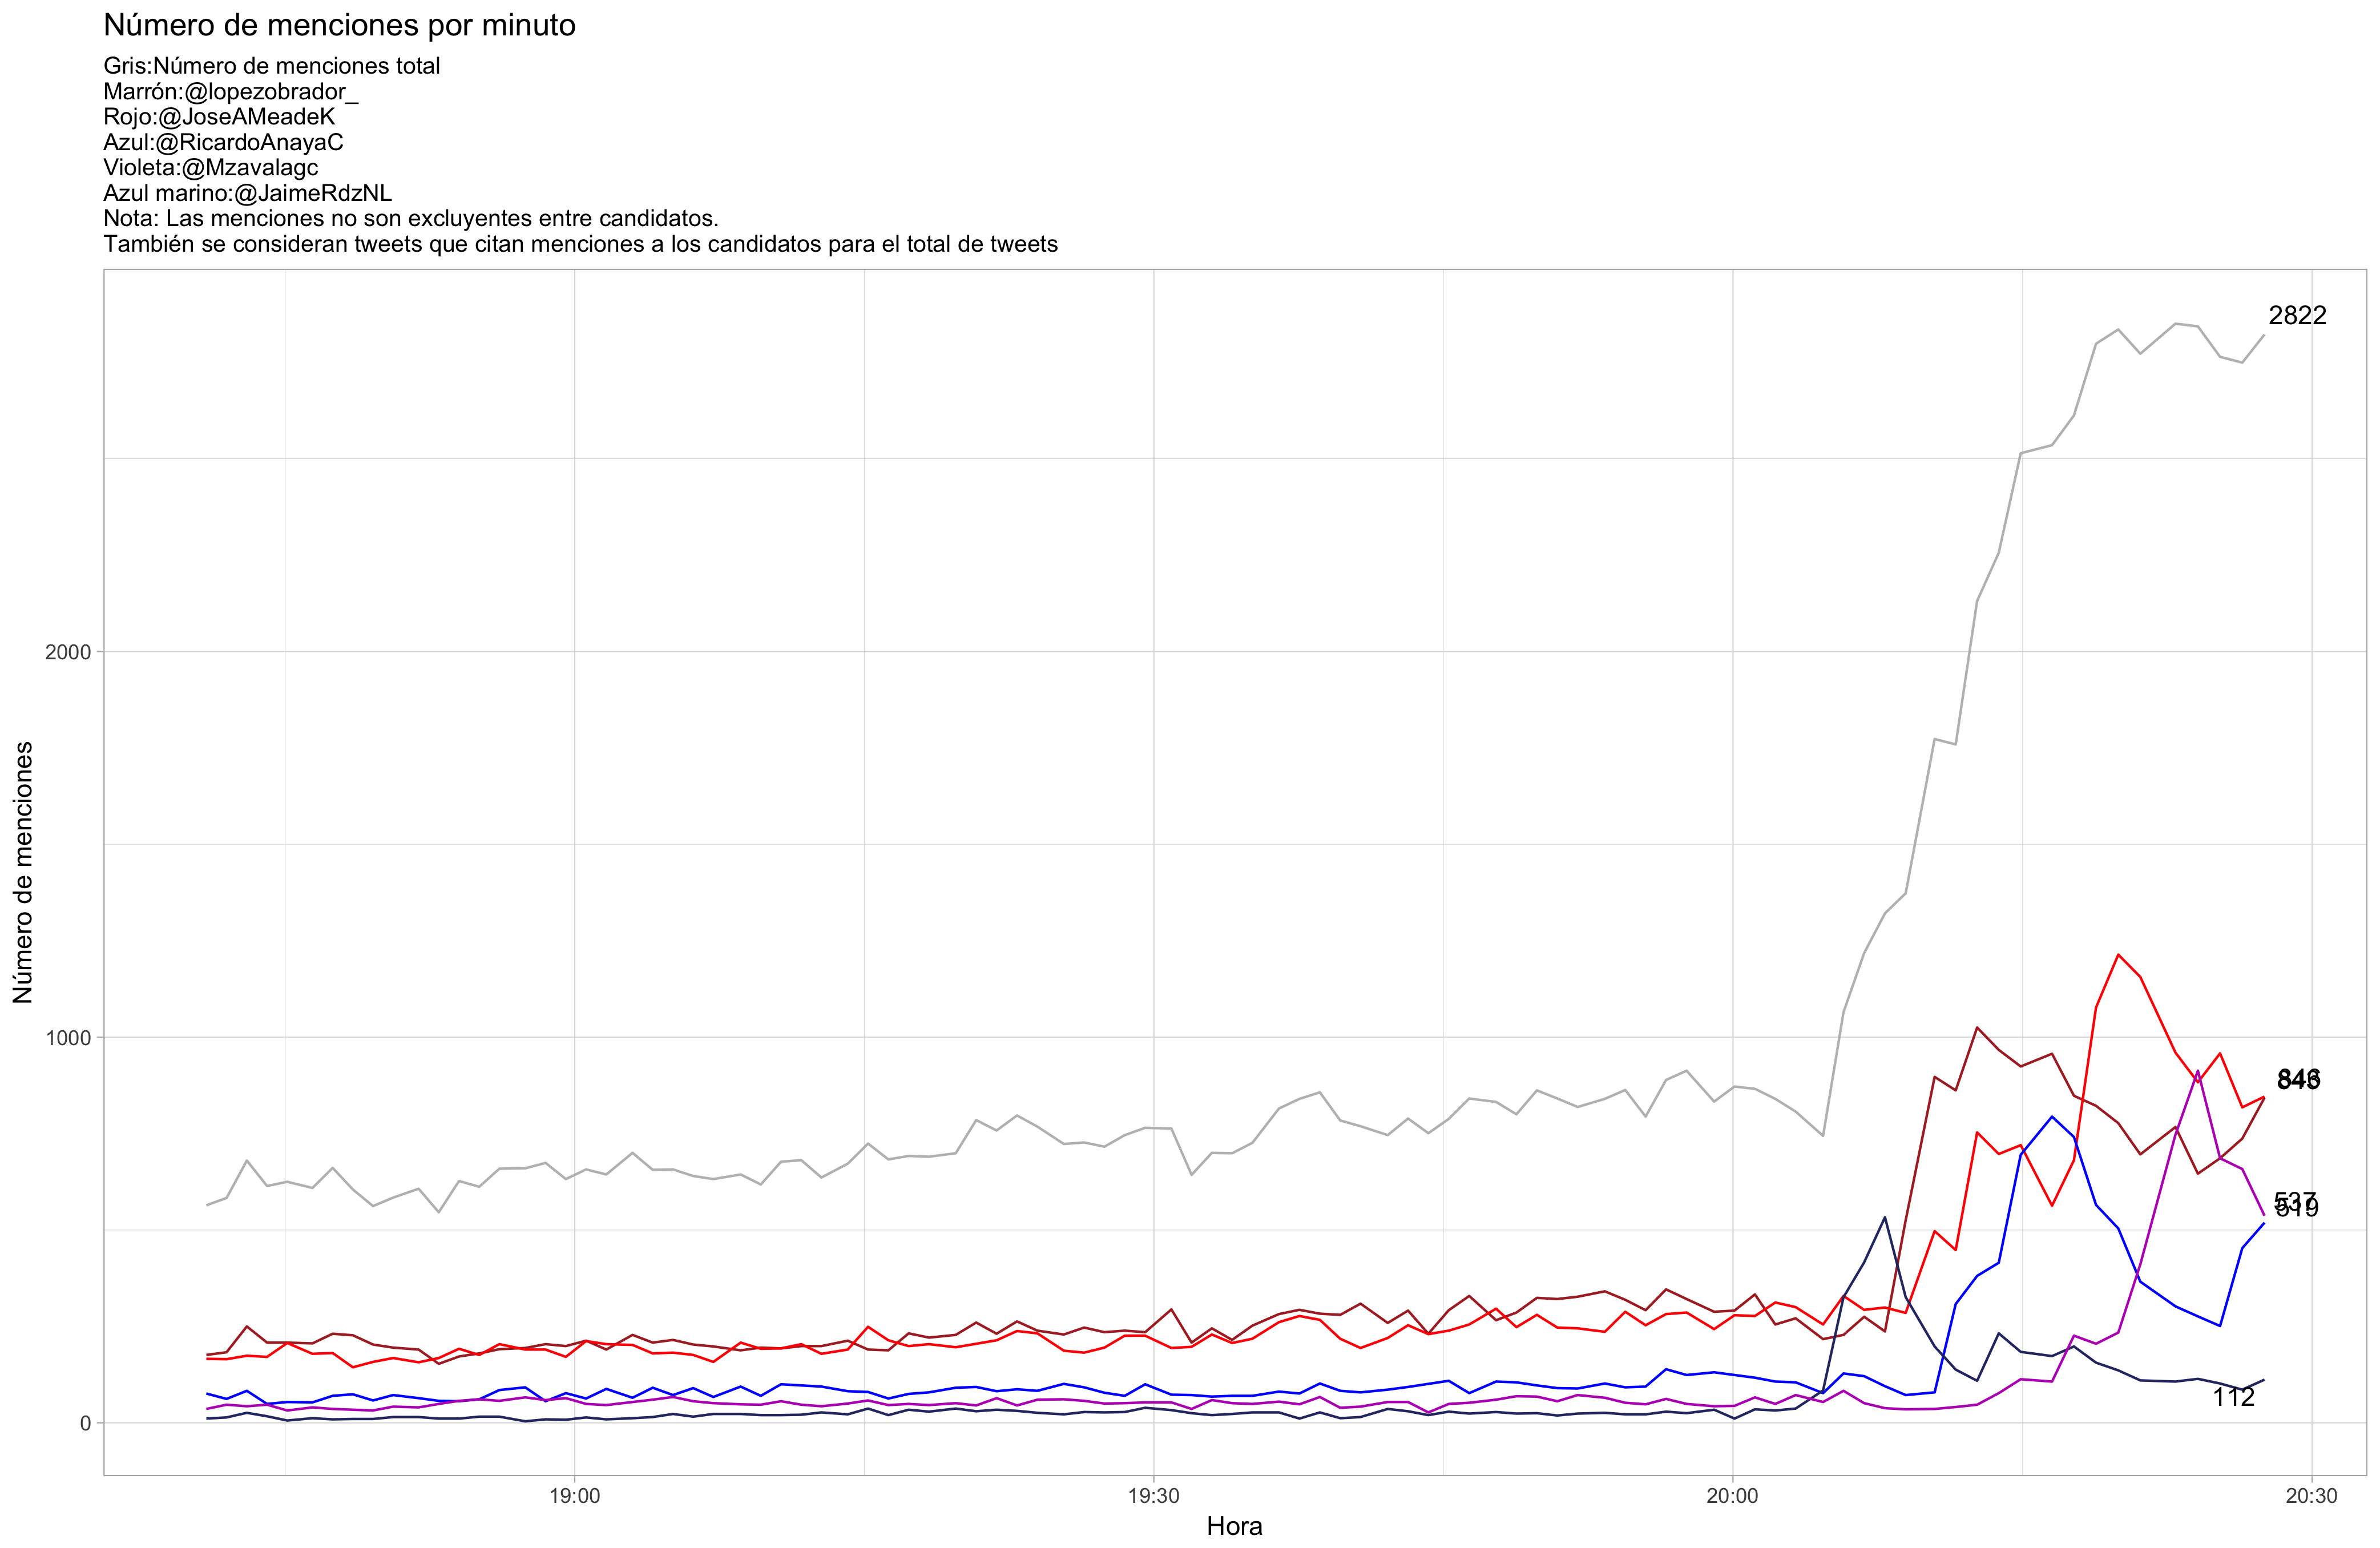 Número de menciones por minuto
Gris:Número de menciones total
Marrón:@lopezobrador_
Rojo:@JoseAMeadeK
Azul:@RicardoAnayaC
Violeta:@Mzavalagc
Azul marino:@JaimeRdzNL
Nota: Las menciones no son excluyentes entre candidatos.
También se consideran tweets que citan menciones a los candidatos para el total de tweets
2822
2000
Número de menciones
1000
537
519
112
0
19:00
19:30
20:00
20:30
Hora